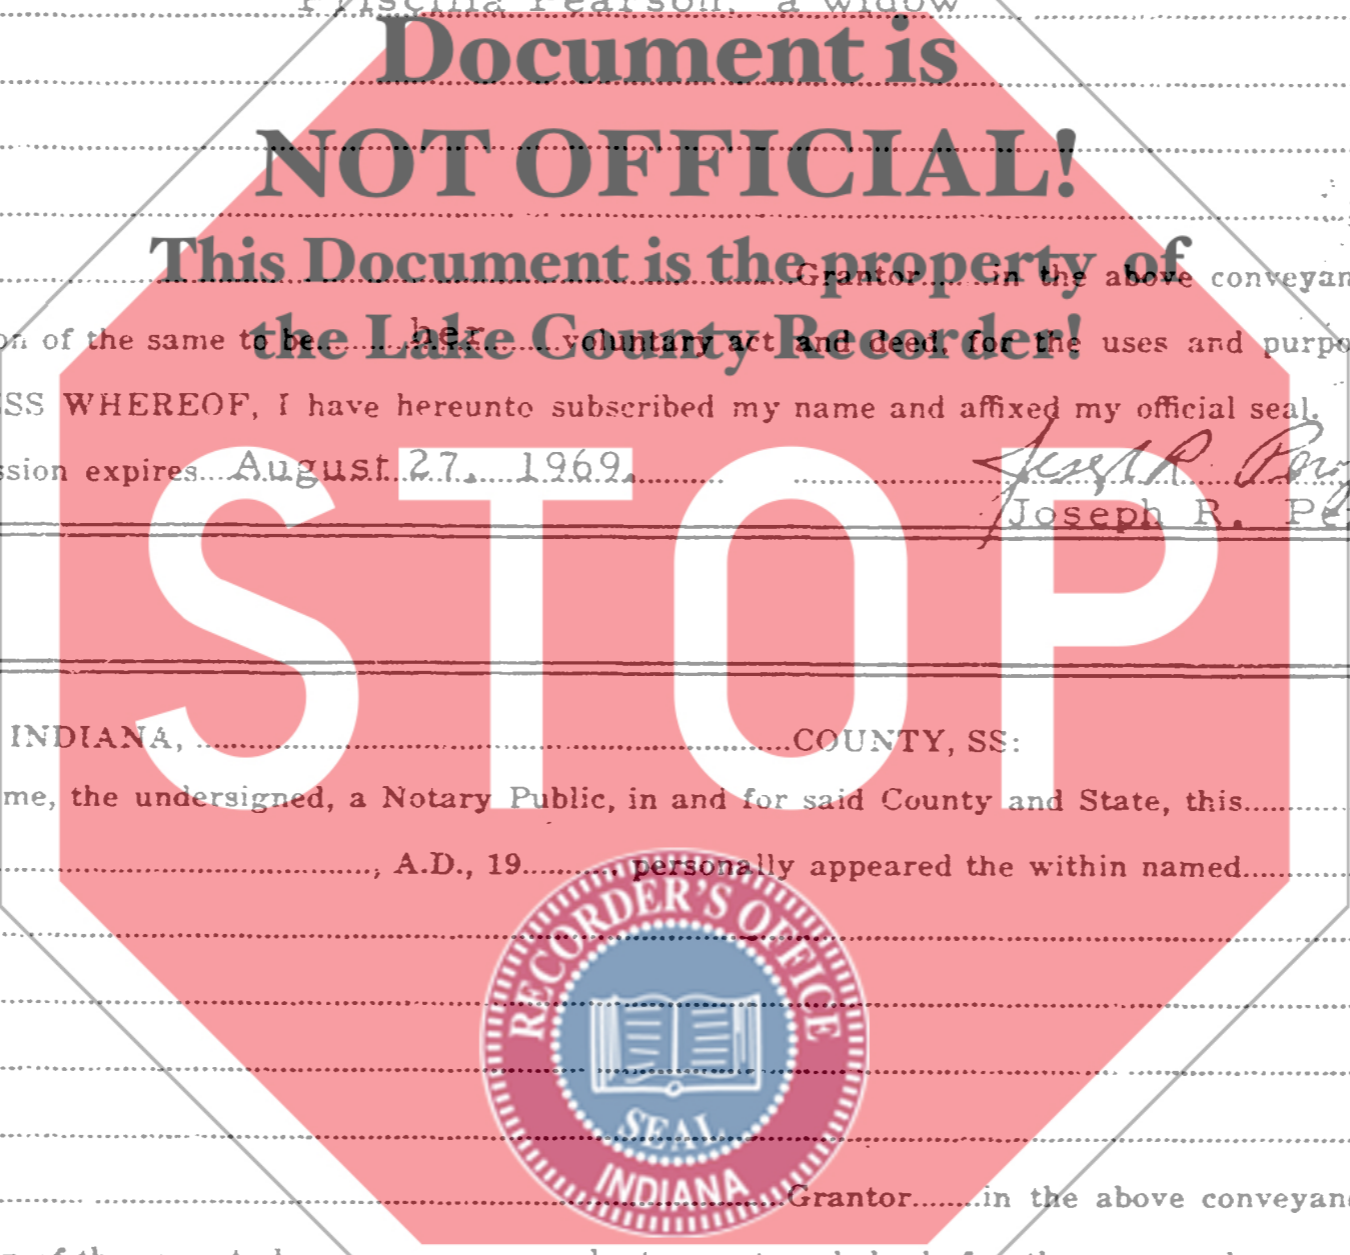 Priscilla Pearson, a widow
Document is
NOT OFFICIAL!
This Document is the property of
Grantor in the above conveyan
the Lake County Recorder!
on of the same to be her voluntary act and deed, for the uses and purpo
SS WHEREOF, I have hereunto subscribed my name and affixed my official seal.
ssion expires August 27, 1969.
Joseph R.
Joseph R. Pe
STOP
INDIANA, COUNTY, SS:
me, the undersigned, a Notary Public, in and for said County and State, this
, A.D., 19 , personally appeared the within named
RECORDER'S OFFICE
SEAL
INDIANA
Grantor in the above conveyan